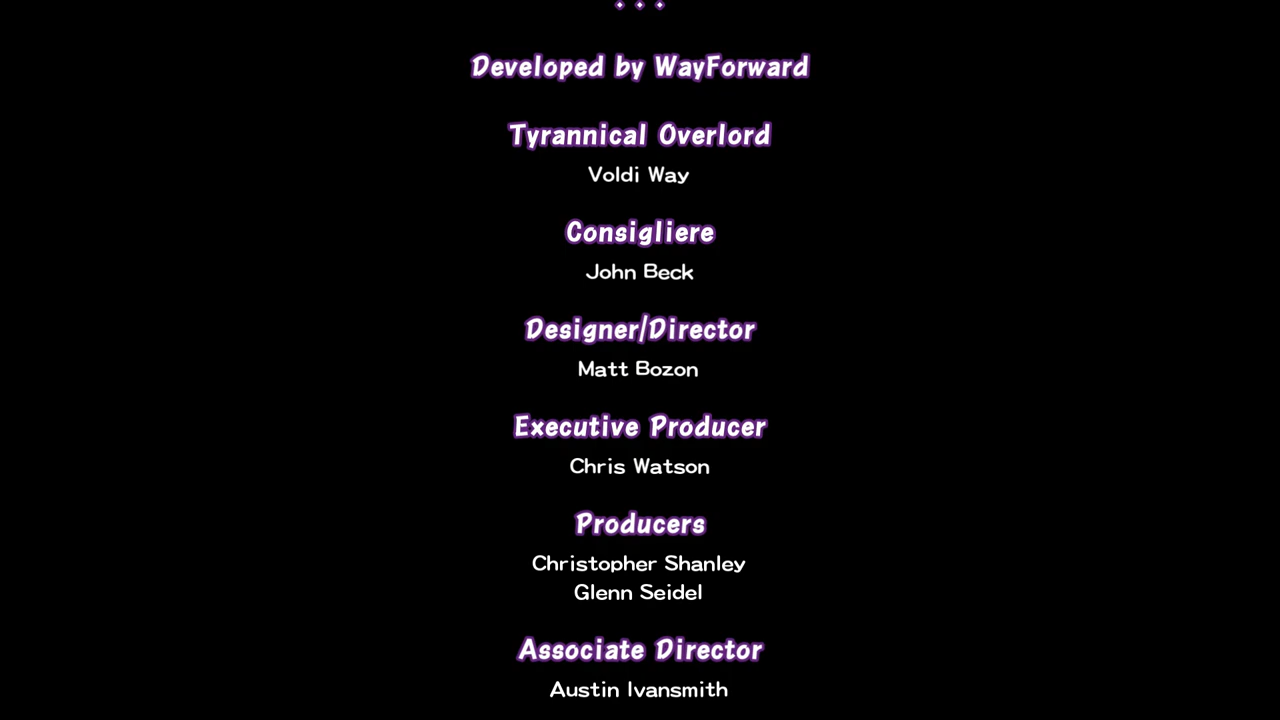 Developed by WayForward
Tyrannical Overlord
Voldi Way
Consigliere
John Beck
Designer/Director
Matt Bozon
Executive Producer
Chris Watson
Producers
Christopher Shanley
Glenn Seidel
Associate Director
Austin Ivansmith